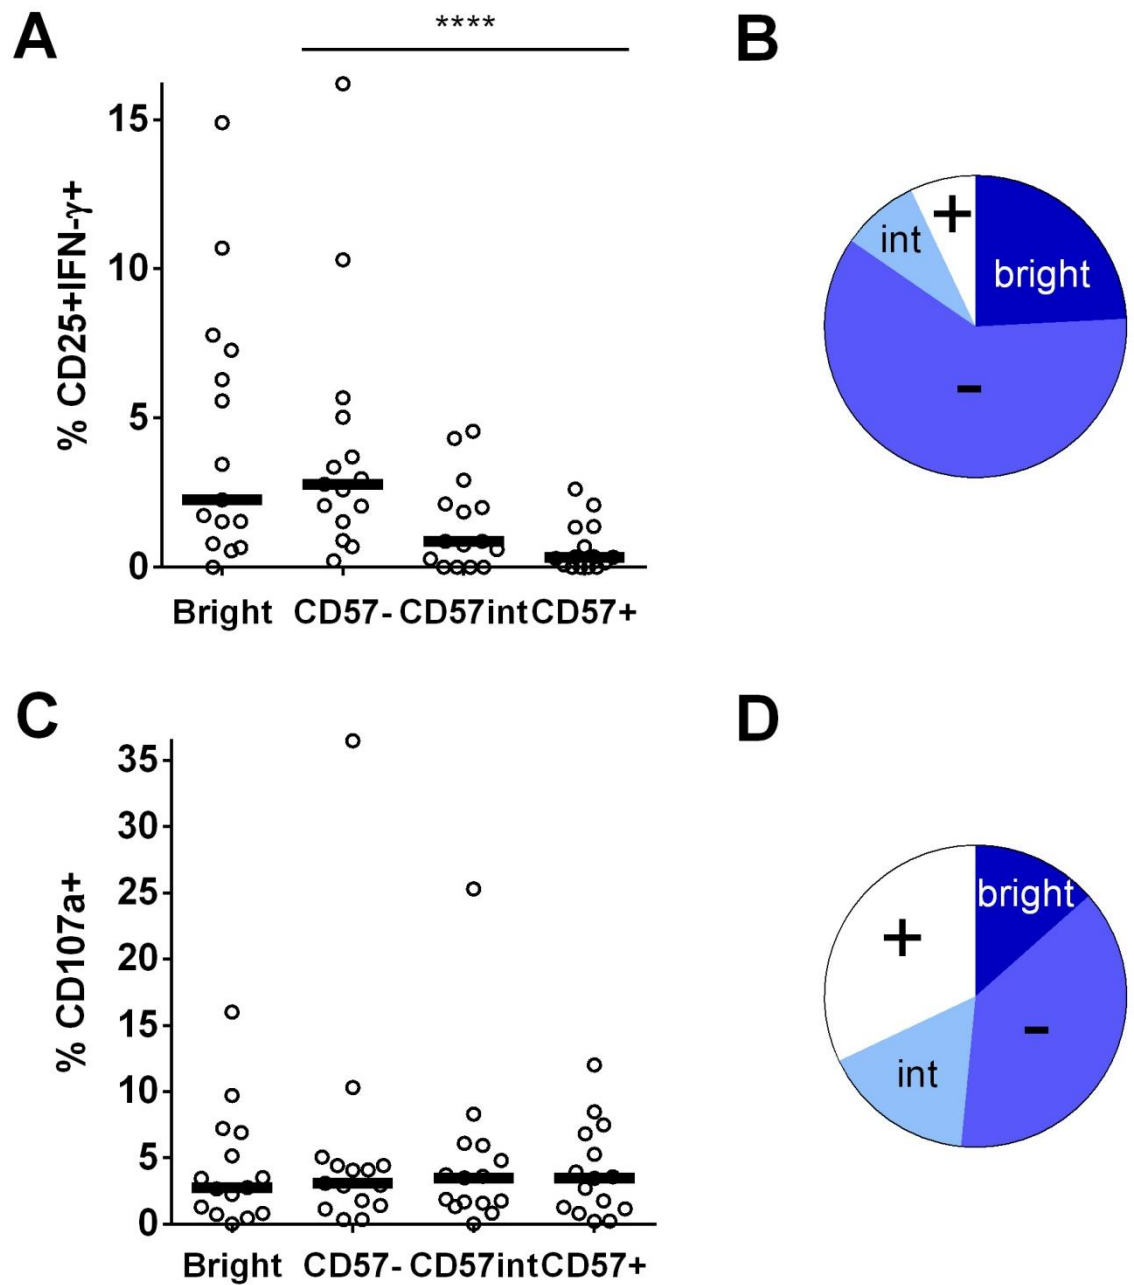 A
****
% CD25+IFN-γ+
15
10
5
0
Bright
CD57-
CD57int
CD57+
B
+
int
bright
-
C
% CD107a+
35
30
25
20
15
10
5
0
Bright
CD57-
CD57int
CD57+
D
bright
+
-
int